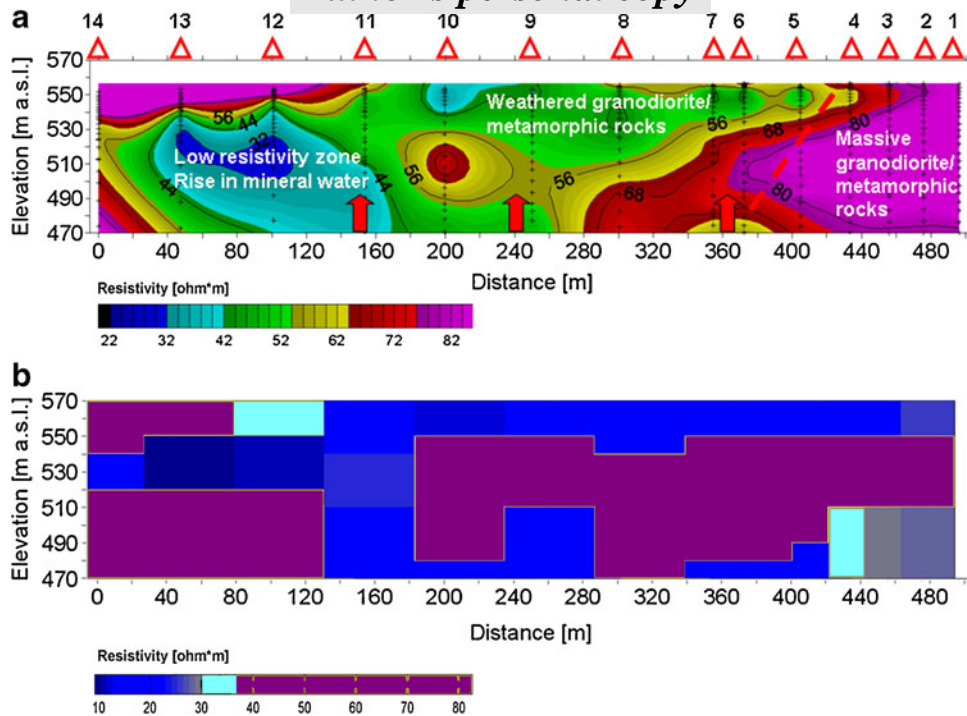 author's personal copy
a 14 13 12 11 10 9 8 7 6 5 4 3 2 1
570
550
530
510
490
470
Elevation [m a.s.l.]
56
44
32
44
44
56
56
56
68
68
80
80
Low resistivity zone
Rise in mineral water
Weathered granodiorite/
metamorphic rocks
Massive
granodiorite/
metamorphic
rocks
0 40 80 120 160 200 240 280 320 360 400 440 480
Distance [m]
Resistivity [ohm*m]
22 32 42 52 62 72 82
b
570
550
530
510
490
470
Elevation [m a.s.l.]
0 40 80 120 160 200 240 280 320 360 400 440 480
Distance [m]
Resistivity [ohm*m]
10 20 30 40 50 60 70 80